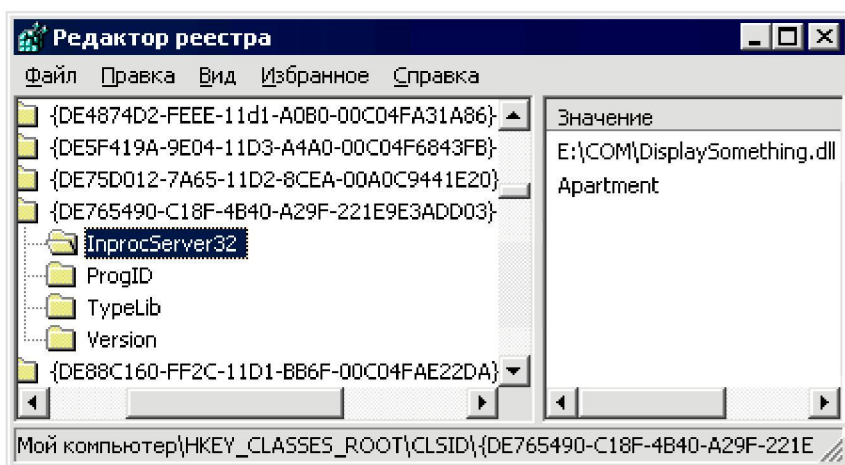 Редактор реестра
Файл Правка Вид Избранное Справка
{DE4874D2-FEEE-11d1-A0B0-00C04FA31A86}
{DE5F419A-9E04-11D3-A4A0-00C04F6843FB}
{DE75D012-7A65-11D2-8CEA-00A0C9441E20}
{DE765490-C18F-4B40-A29F-221E9E3ADD03}
InprocServer32
ProgID
TypeLib
Version
{DE88C160-FF2C-11D1-BB6F-00C04FAE22DA}
Значение
E:\COM\DisplaySomething.dll
Apartment
Мой компьютер\HKEY_CLASSES_ROOT\CLSID\{DE765490-C18F-4B40-A29F-221E